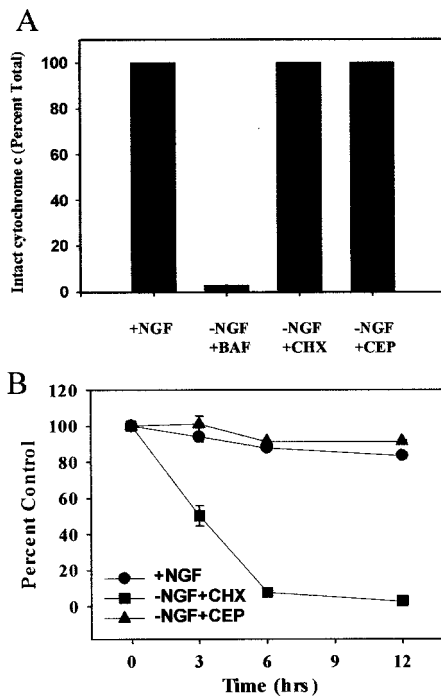 A
Intact cytochrome c (Percent Total)
100
80
60
40
20
0
+NGF
-NGF
+BAF
-NGF
+CHX
-NGF
+CEP
B
Percent Control
120
100
80
60
40
20
0
+NGF
-NGF+CHX
-NGF+CEP
0 3 6 9 12
Time (hrs)